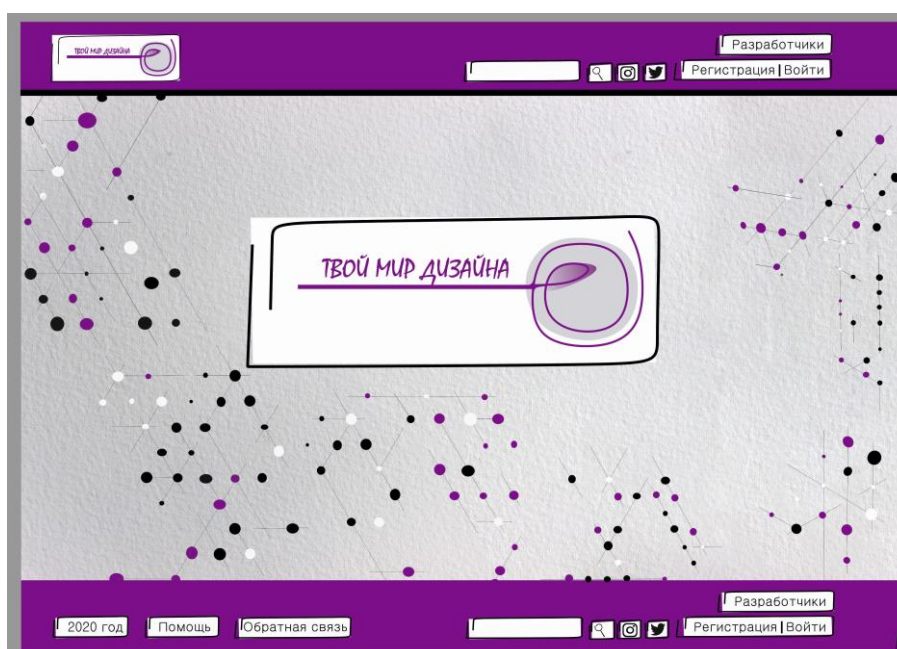 ТВОЙ МИР ДИЗАЙНА
Разработчики
Регистрация | Войти
ТВОЙ МИР ДИЗАЙНА
Разработчики
2020 год
Помощь
Обратная связь
Регистрация | Войти